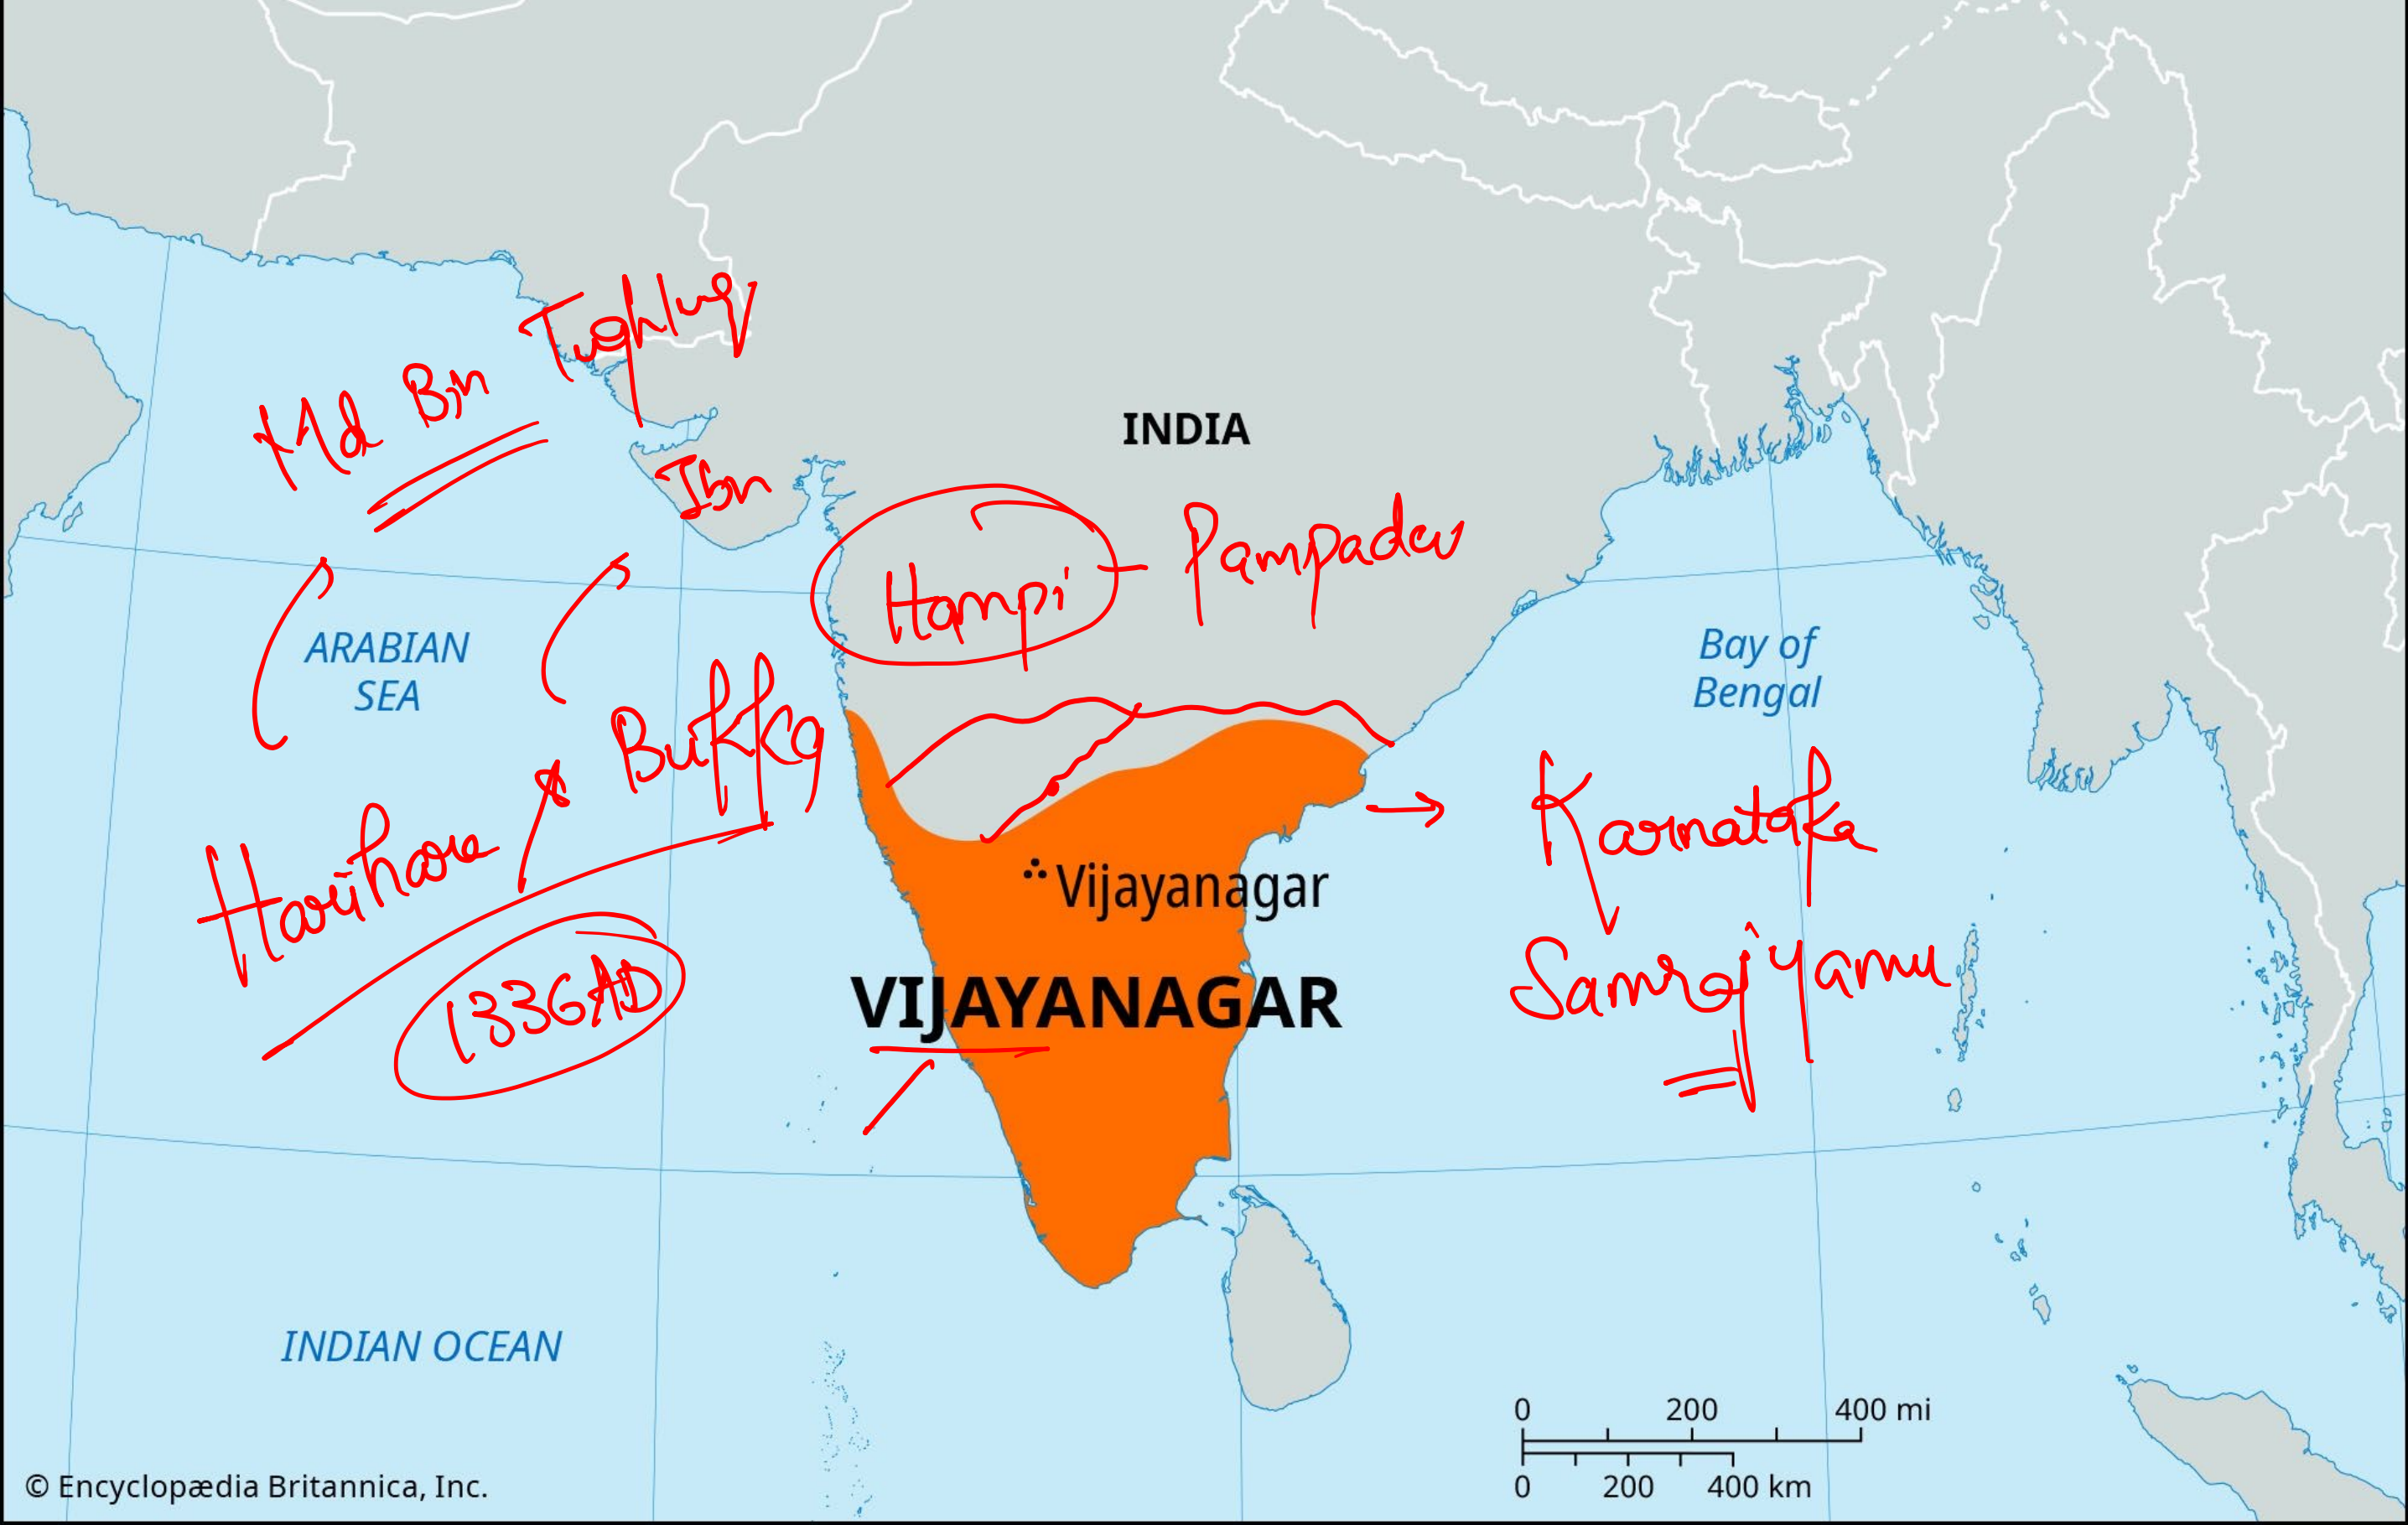 Tughluq
Md Bin
INDIA
Ibn
Hampi - Pampadev
ARABIAN
SEA
Bay of
Bengal
Harihara & Bukka
→ Karnataka
Samrajyamu
Vijayanagar
1336AD
VIJAYANAGAR
INDIAN OCEAN
0 200 400 mi
0 200 400 km
© Encyclopædia Britannica, Inc.